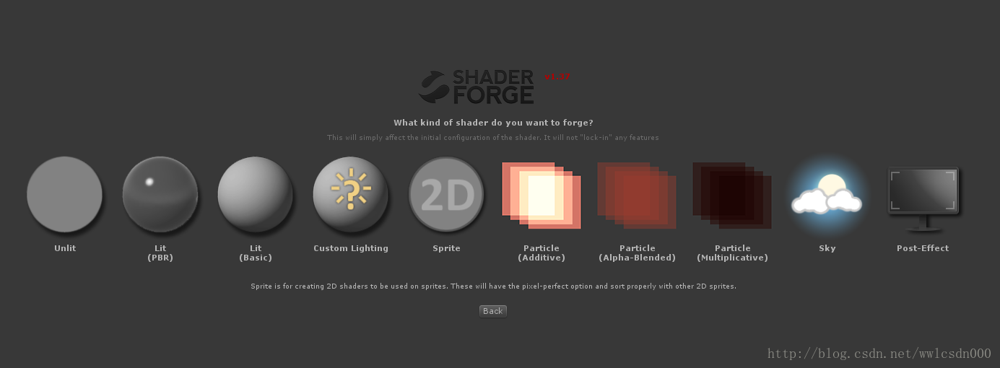 SHADER
FORGE
v1.37
What kind of shader do you want to forge?
This will simply affect the initial configuration of the shader. It will not "lock-in" any features
2D
Unlit
Lit
(PBR)
Lit
(Basic)
Custom Lighting
Sprite
Particle
(Additive)
Particle
(Alpha-Blended)
Particle
(Multiplicative)
Sky
Post-Effect
Sprite is for creating 2D shaders to be used on sprites. These will have the pixel-perfect option and sort properly with other 2D sprites.
Back
http://blog.csdn.net/wwlcsdn000